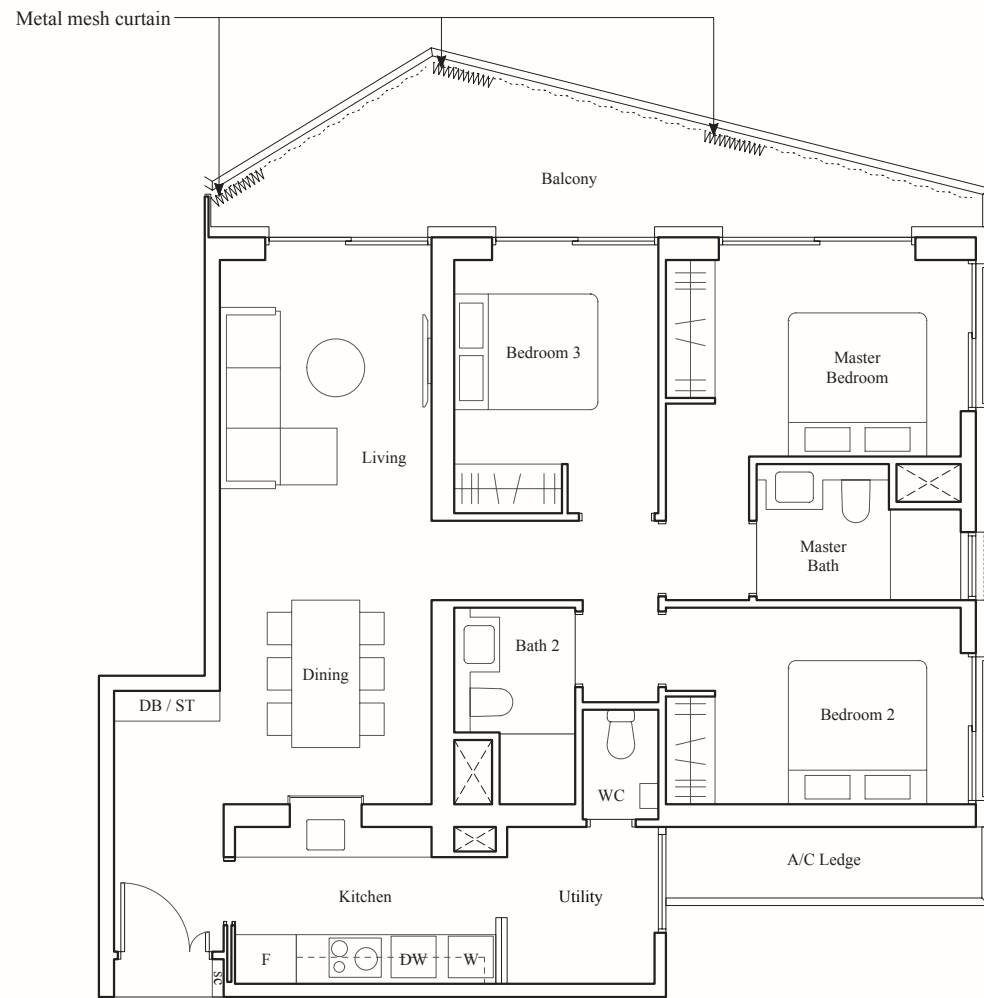 Metal mesh curtain
Balcony
Bedroom 3
Master
Bedroom
Living
Master
Bath
Bath 2
Dining
DB / ST
Bedroom 2
WC
A/C Ledge
Kitchen
Utility
F
DW
W
SC